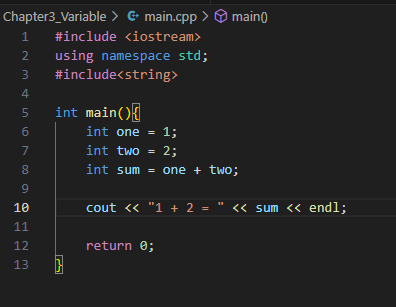 Chapter3_Variable > main.cpp > main()
1 #include <iostream>
2 using namespace std;
3 #include<string>
4
5 int main(){
6     int one = 1;
7     int two = 2;
8     int sum = one + two;
9
10     cout << "1 + 2 = " << sum << endl;
11
12     return 0;
13 }